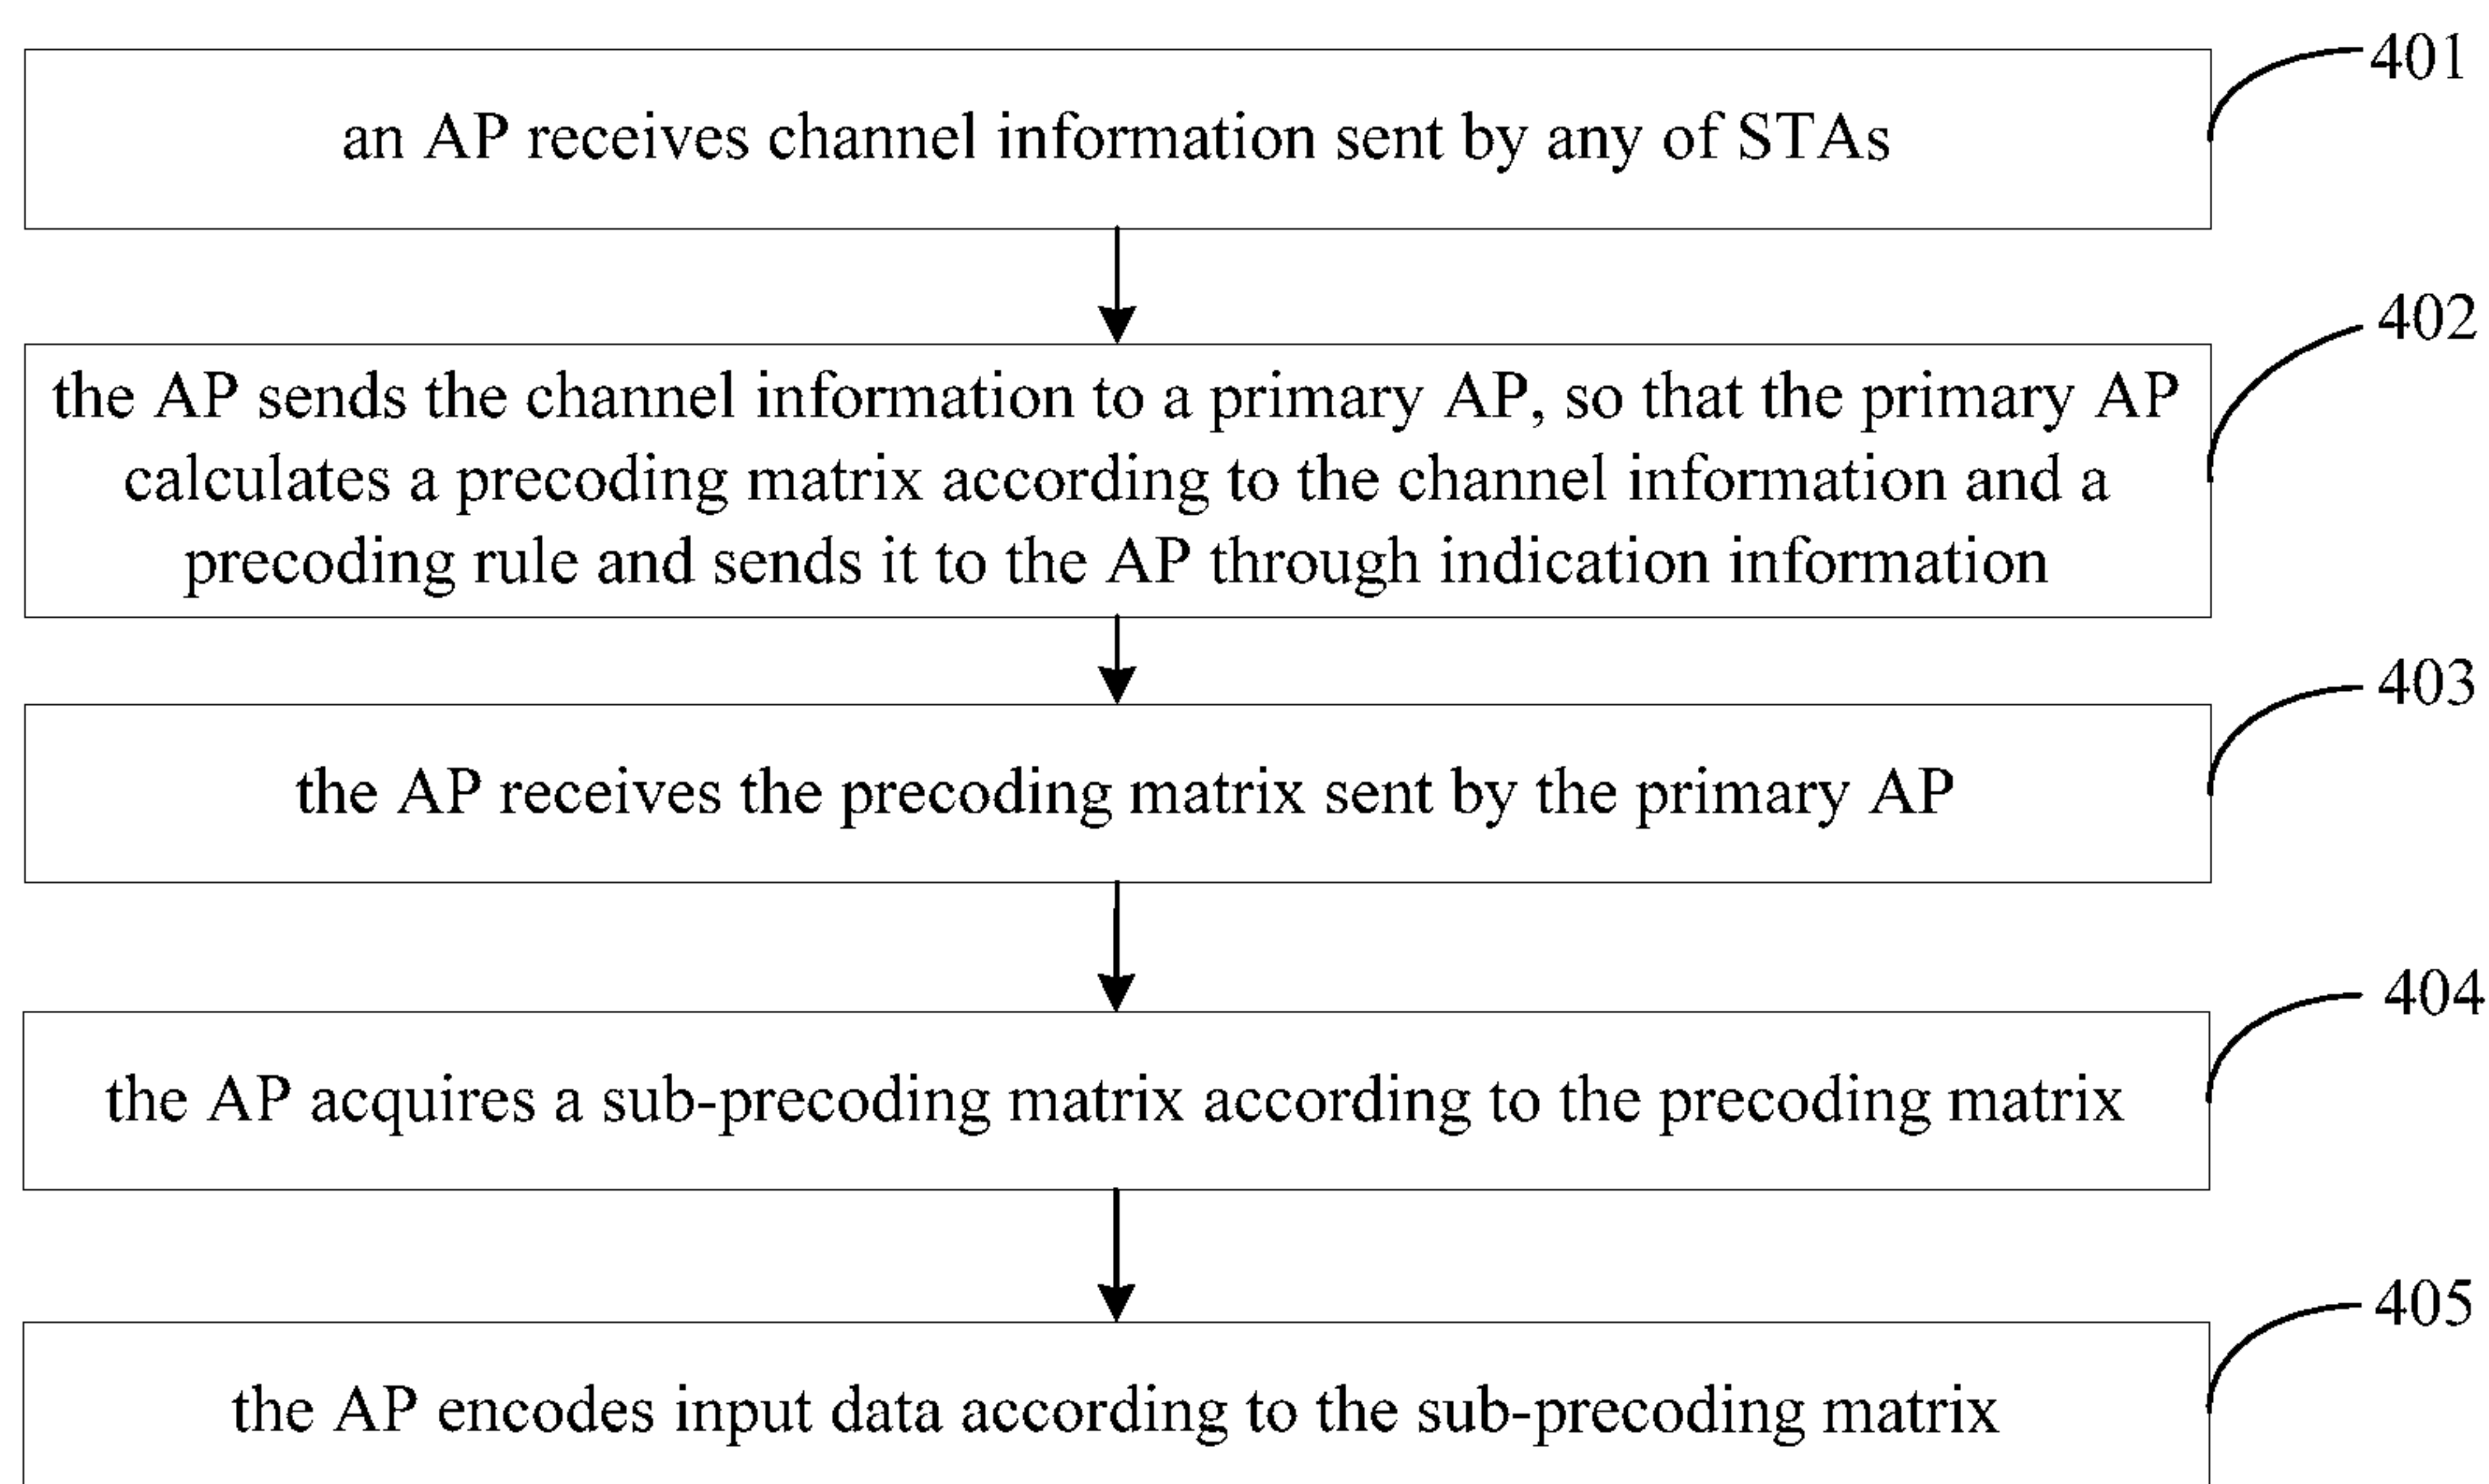 401
an AP receives channel information sent by any of STAs
402
the AP sends the channel information to a primary AP, so that the primary AP
calculates a precoding matrix according to the channel information and a
precoding rule and sends it to the AP through indication information
403
the AP receives the precoding matrix sent by the primary AP
404
the AP acquires a sub-precoding matrix according to the precoding matrix
405
the AP encodes input data according to the sub-precoding matrix